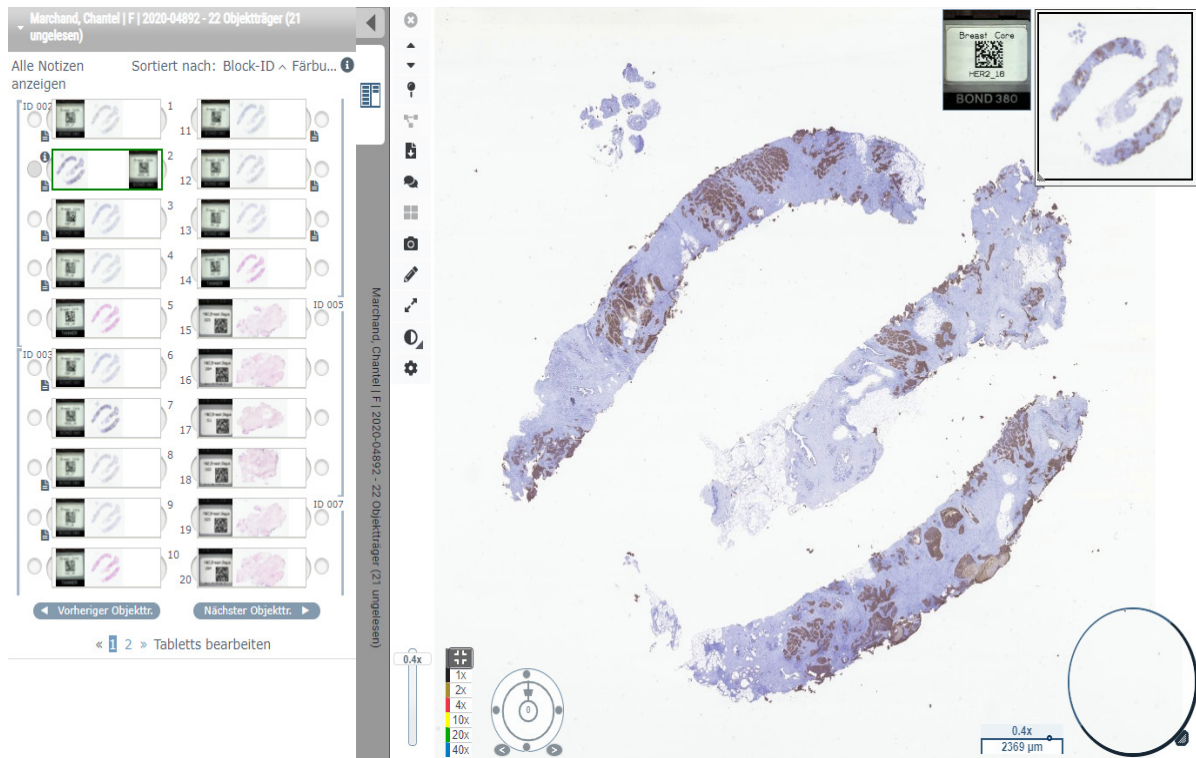 Marchand, Chantel | F | 2020-04892 - 22 Objektträger (21
ungelesen)
Alle Notizen
anzeigen
Sortiert nach: Block-ID Färbu...
ID 002
1
11
2
12
3
13
4
14
5
ID 005
15
ID 003
6
16
7
17
8
18
9
ID 007
19
10
20
Vorheriger Objekttr.
Nächster Objekttr.
« 1 2 » Tabletts bearbeiten
Marchand, Chantel | F | 2020-04892 - 22 Objektträger (21 ungelesen)
Breast Core
HER2_16
BOND 380
0.4x
1x
2x
4x
10x
20x
40x
0
0.4x
2369 µm